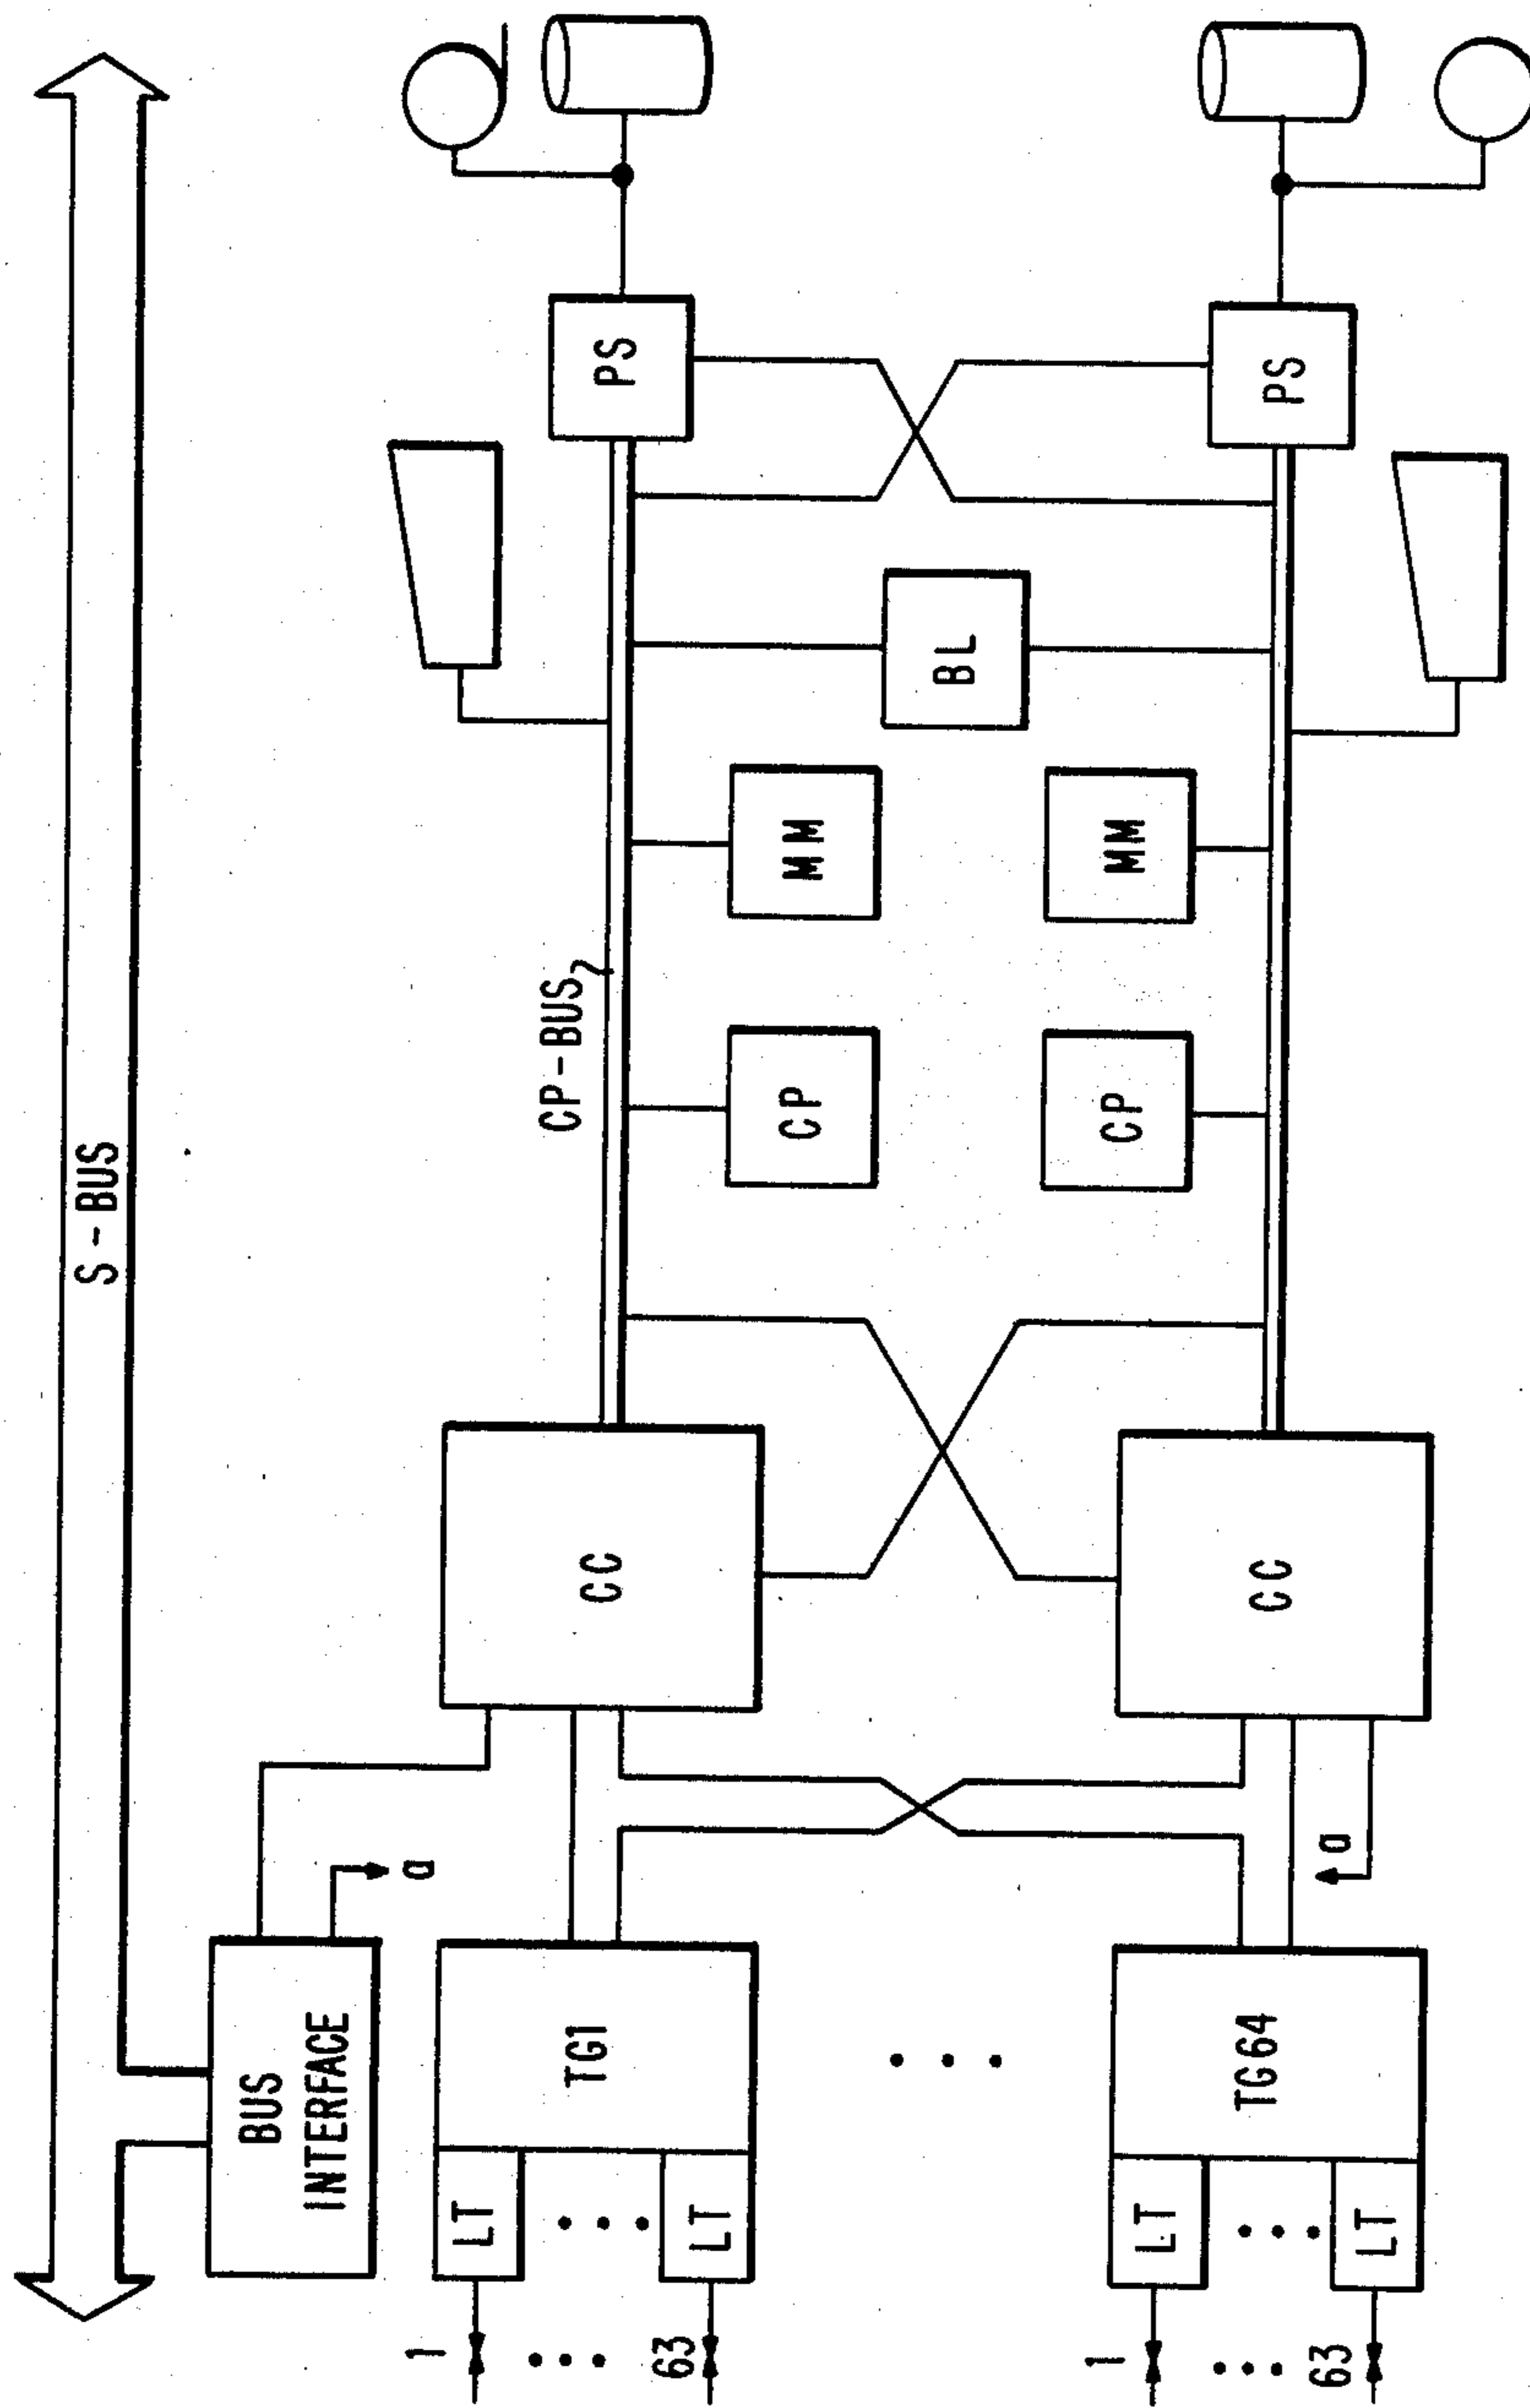 S-BUS
BUS
INTERFACE
a
CP-BUS
1
LT
TG1
CC
PS
63
LT
CP
MM
BL
CP
MM
1
LT
TG64
CC
PS
a
63
LT